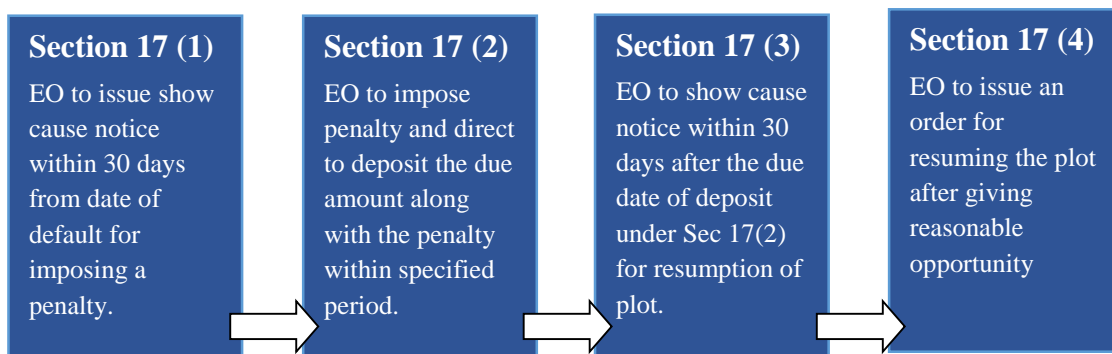 Section 17 (1)
EO to issue show
cause notice
within 30 days
from date of
default for
imposing a
penalty.
Section 17 (2)
EO to impose
penalty and direct
to deposit the due
amount along
with the penalty
within specified
period.
Section 17 (3)
EO to show cause
notice within 30
days after the due
date of deposit
under Sec 17(2)
for resumption of
plot.
Section 17 (4)
EO to issue an
order for
resuming the plot
after giving
reasonable
opportunity